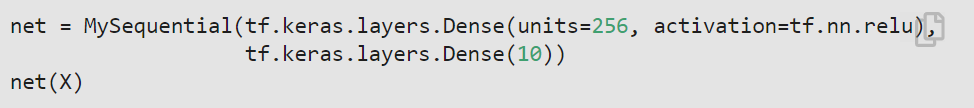 net = MySequential(tf.keras.layers.Dense(units=256, activation=tf.nn.relu),
                   tf.keras.layers.Dense(10))
net(X)